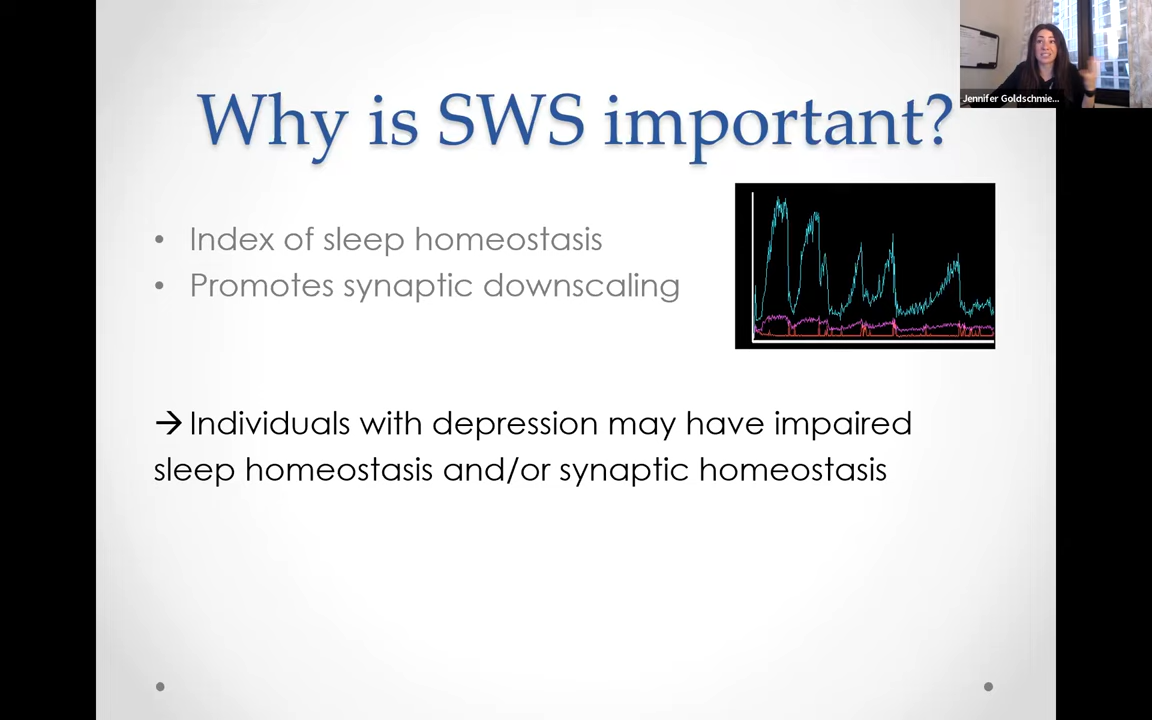 Jennifer Goldschmie...
Why is SWS important?
• Index of sleep homeostasis
• Promotes synaptic downscaling
→ Individuals with depression may have impaired
sleep homeostasis and/or synaptic homeostasis